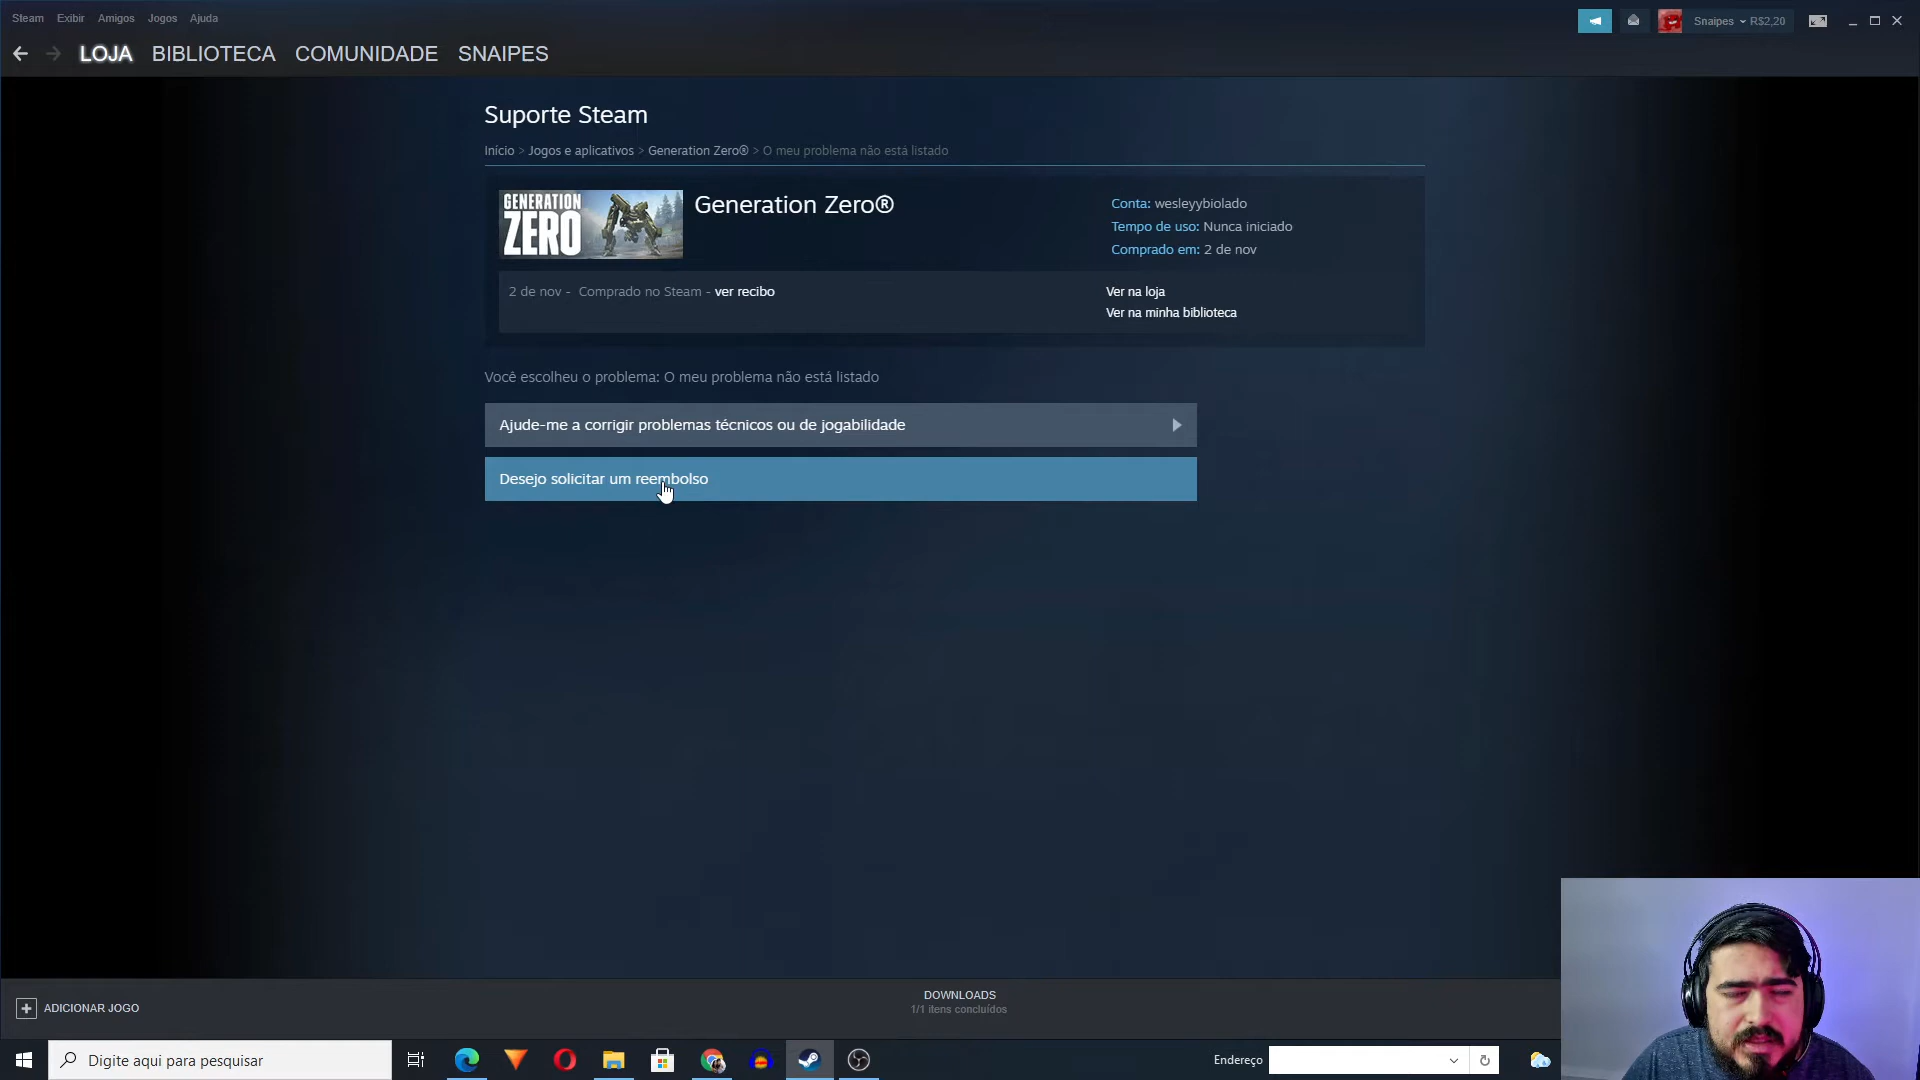 Steam Exibir Amigos Jogos Ajuda
Snaipes R$2,20
LOJA BIBLIOTECA COMUNIDADE SNAIPES
Suporte Steam
Início > Jogos e aplicativos > Generation Zero® > O meu problema não está listado
GENERATION
ZERO
Generation Zero®
Conta: wesleyybiolado
Tempo de uso: Nunca iniciado
Comprado em: 2 de nov
2 de nov - Comprado no Steam - ver recibo
Ver na loja
Ver na minha biblioteca
Você escolheu o problema: O meu problema não está listado
Ajude-me a corrigir problemas técnicos ou de jogabilidade
Desejo solicitar um reembolso
ADICIONAR JOGO
DOWNLOADS
1/1 itens concluídos
Digite aqui para pesquisar
Endereço